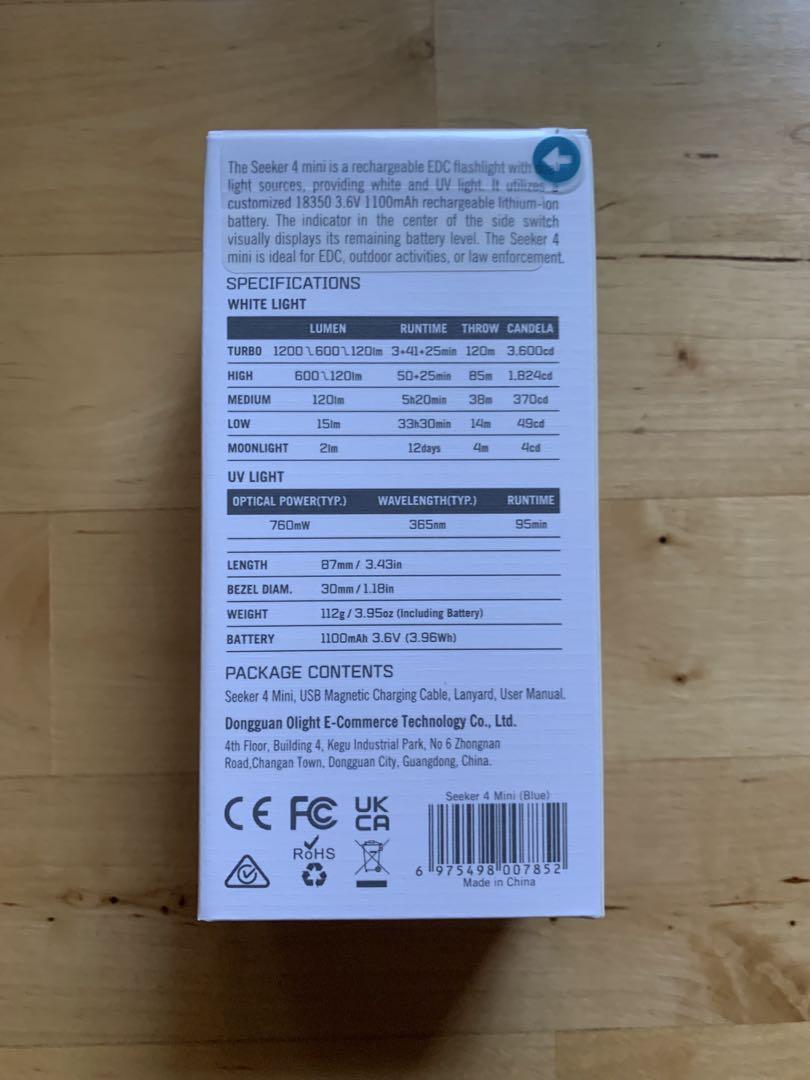 The Seeker 4 mini is a rechargeable EDC flashlight with
light sources, providing white and UV light. It utilizes a
customized 18350 3.6V 1100mAh rechargeable lithium-ion
battery. The indicator in the center of the side switch
visually displays its remaining battery level. The Seeker 4
mini is ideal for EDC, outdoor activities, or law enforcement.
SPECIFICATIONS
WHITE LIGHT
LUMEN RUNTIME THROW CANDELA
TURBO 1200~600~120lm 3+41+25min 120m 3,600cd
HIGH 600~120lm 50+25min 85m 1,824cd
MEDIUM 120lm 5h20min 38m 370cd
LOW 15lm 33h30min 14m 49cd
MOONLIGHT 2lm 12days 4m 4cd
UV LIGHT
OPTICAL POWER(TYP.) WAVELENGTH(TYP.) RUNTIME
760mW 365nm 95min
LENGTH 87mm / 3.43in
BEZEL DIAM. 30mm / 1.18in
WEIGHT 112g / 3.95oz (Including Battery)
BATTERY 1100mAh 3.6V (3.96Wh)
PACKAGE CONTENTS
Seeker 4 Mini, USB Magnetic Charging Cable, Lanyard, User Manual.
Dongguan Olight E-Commerce Technology Co., Ltd.
4th Floor, Building 4, Kegu Industrial Park, No 6 Zhongnan
Road,Changan Town, Dongguan City, Guangdong, China.
CE FC UK
CA
RoHS
Seeker 4 Mini (Blue)
6 975498 007852
Made in China